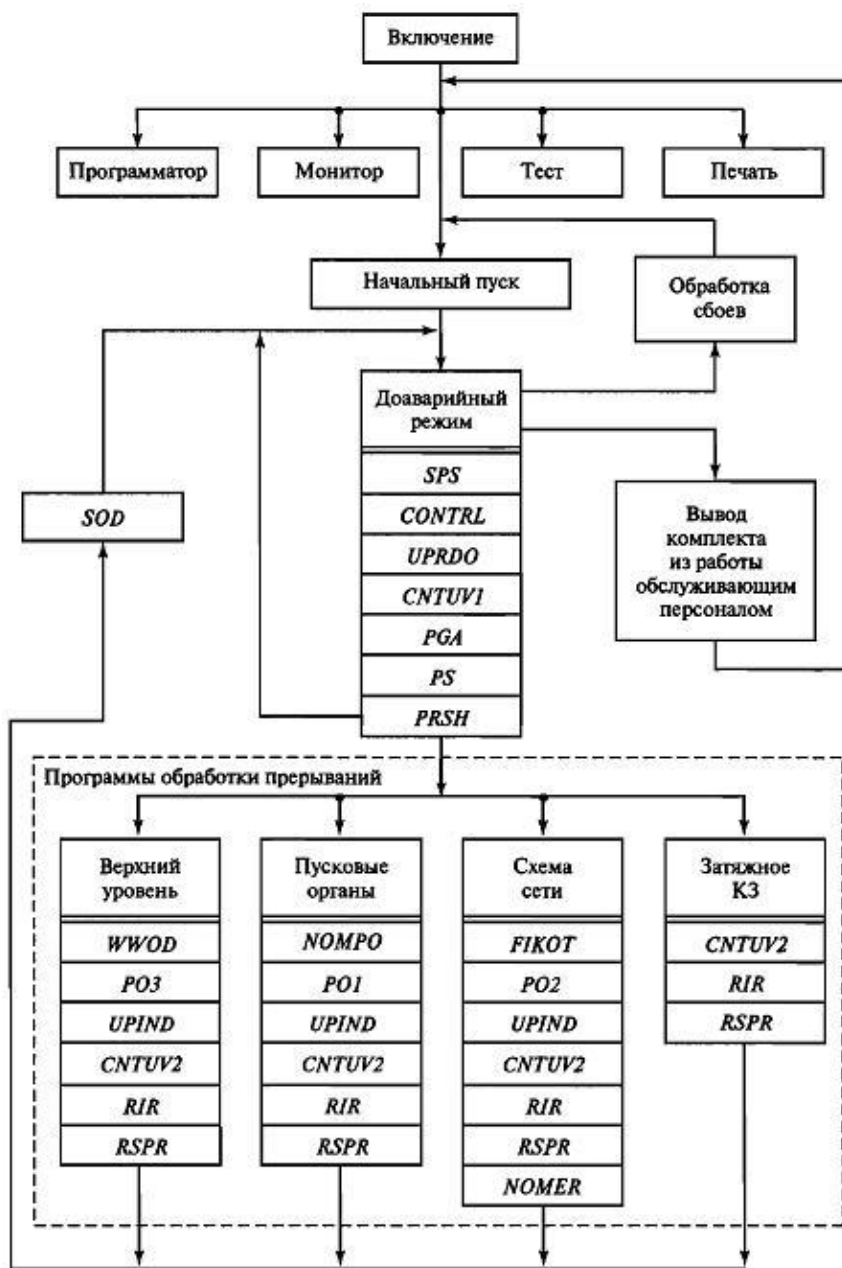 Включение
Программатор
Монитор
Тест
Печать
Начальный пуск
Обработка
сбоев
Доаварийный
режим
SPS
CONTRL
UPRDO
CNTUV1
PGA
PS
PRSH
SOD
Вывод
комплекта
из работы
обслуживающим
персоналом
Программы обработки прерываний
Верхний
уровень
WWOD
PO3
UPIND
CNTUV2
RIR
RSPR
Пусковые
органы
NOMPO
PO1
UPIND
CNTUV2
RIR
RSPR
Схема
сети
FIKOT
PO2
UPIND
CNTUV2
RIR
RSPR
NOMER
Затяжное
КЗ
CNTUV2
RIR
RSPR